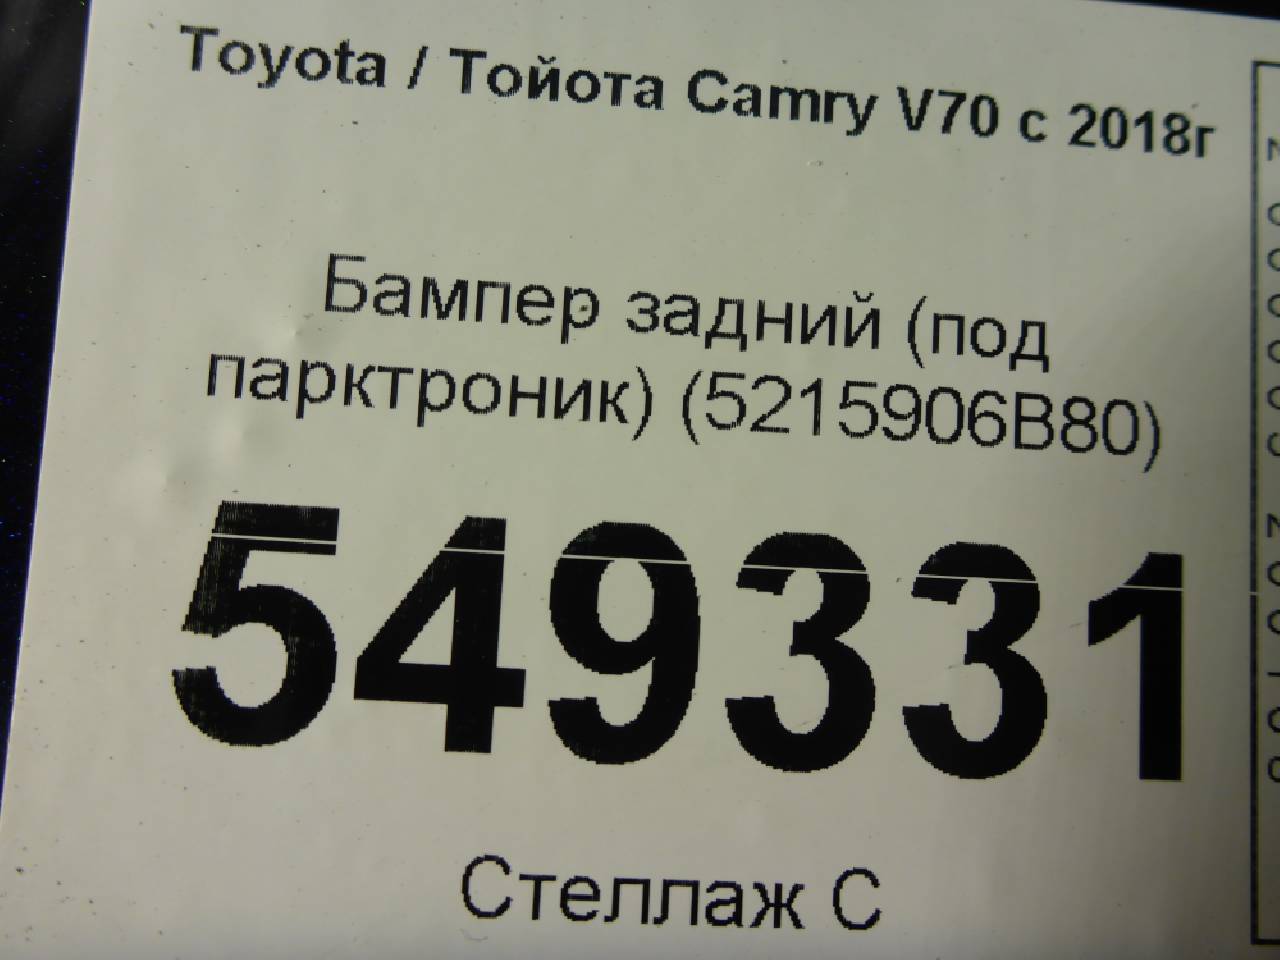 Toyota / Тойота Camry V70 с 2018г
Бампер задний (под
парктроник) (5215906B80)
549331
Стеллаж С